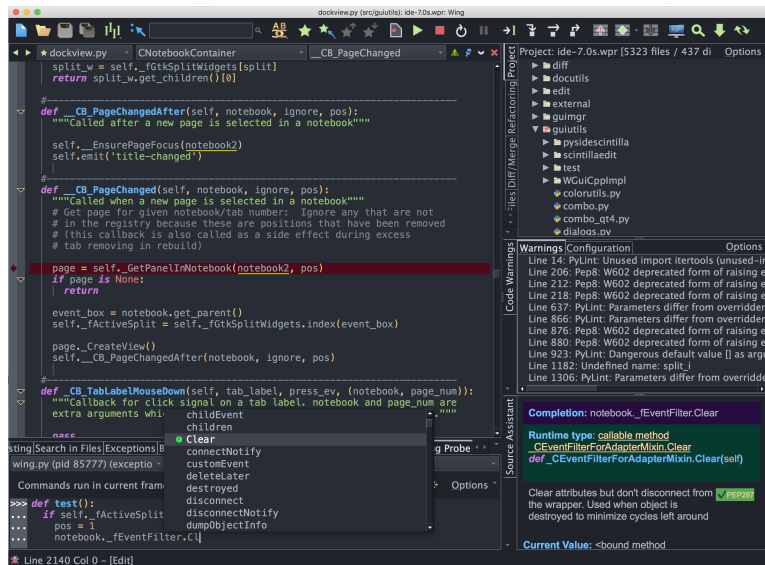 dockview.py (src/guiutils): ide-7.0s.wpr: Wing
dockview.py
CNotebookContainer
__CB_PageChanged
split_w = self._fGtkSplitWidgets[split]
return split_w.get_children()[0]
#
def __CB_PageChangedAfter(self, notebook, ignore, pos):
"""Called after a new page is selected in a notebook"""
self.__EnsurePageFocus(notebook2)
self.emit('title-changed')
#
def __CB_PageChanged(self, notebook, ignore, pos):
"""Called when a new page is selected in a notebook"""
# Get page for given notebook/tab number:  Ignore any that are not
# in the registry because these are positions that have been removed
# (this callback is also called as a side effect during excess
# tab removing in rebuild)
page = self._GetPanelInNotebook(notebook2, pos)
if page is None:
return
event_box = notebook.get_parent()
self._fActiveSplit = self._fGtkSplitWidgets.index(event_box)
page._CreateView()
self.__CB_PageChangedAfter(notebook, ignore, pos)
#
def _CB_TabLabelMouseDown(self, tab_label, press_ev, (notebook, page_num)):
"""Callback for click signal on a tab label. notebook and page_num are
extra arguments whi ."""
pass
childEvent
children
Clear
connectNotify
customEvent
deleteLater
destroyed
disconnect
disconnectNotify
dumpObjectInfo
sting Search in Files Exceptions B g Probe
wing.py (pid 85777) (exceptio
Commands run in current fram Options
>>> def test():
... if self._fActiveSplit
... pos = 1
... notebook._fEventFilter.Cl
Line 2140 Col 0 – [Edit]
Project
Refactoring
Diff/Merge
Files
Project: ide-7.0s.wpr [5323 files / 437 di Options
diff
docutils
edit
external
guimgr
guiutils
pysidescintilla
scintillaedit
test
WGuiCppImpl
colorutils.py
combo.py
combo_qt4.py
dialogs.py
Code Warnings
Warnings Configuration Options
Line 14: PyLint: Unused import itertools (unused-i
Line 206: Pep8: W602 deprecated form of raising e
Line 212: Pep8: W602 deprecated form of raising e
Line 218: Pep8: W602 deprecated form of raising e
Line 637: PyLint: Parameters differ from overridden
Line 866: PyLint: Parameters differ from overridden
Line 876: Pep8: W602 deprecated form of raising e
Line 880: Pep8: W602 deprecated form of raising e
Line 923: PyLint: Dangerous default value [] as argu
Line 1182: Undefined name: split_i
Line 1306: PyLint: Parameters differ from overridde
Source Assistant
Completion: notebook._fEventFilter.Clear
Runtime type: callable method
_CEventFilterForAdapterMixin.Clear
def _CEventFilterForAdapterMixin.Clear(self)
Clear attributes but don't disconnect from
the wrapper. Used when object is
destroyed to minimize cycles left around
PEP287
Current Value: <bound method